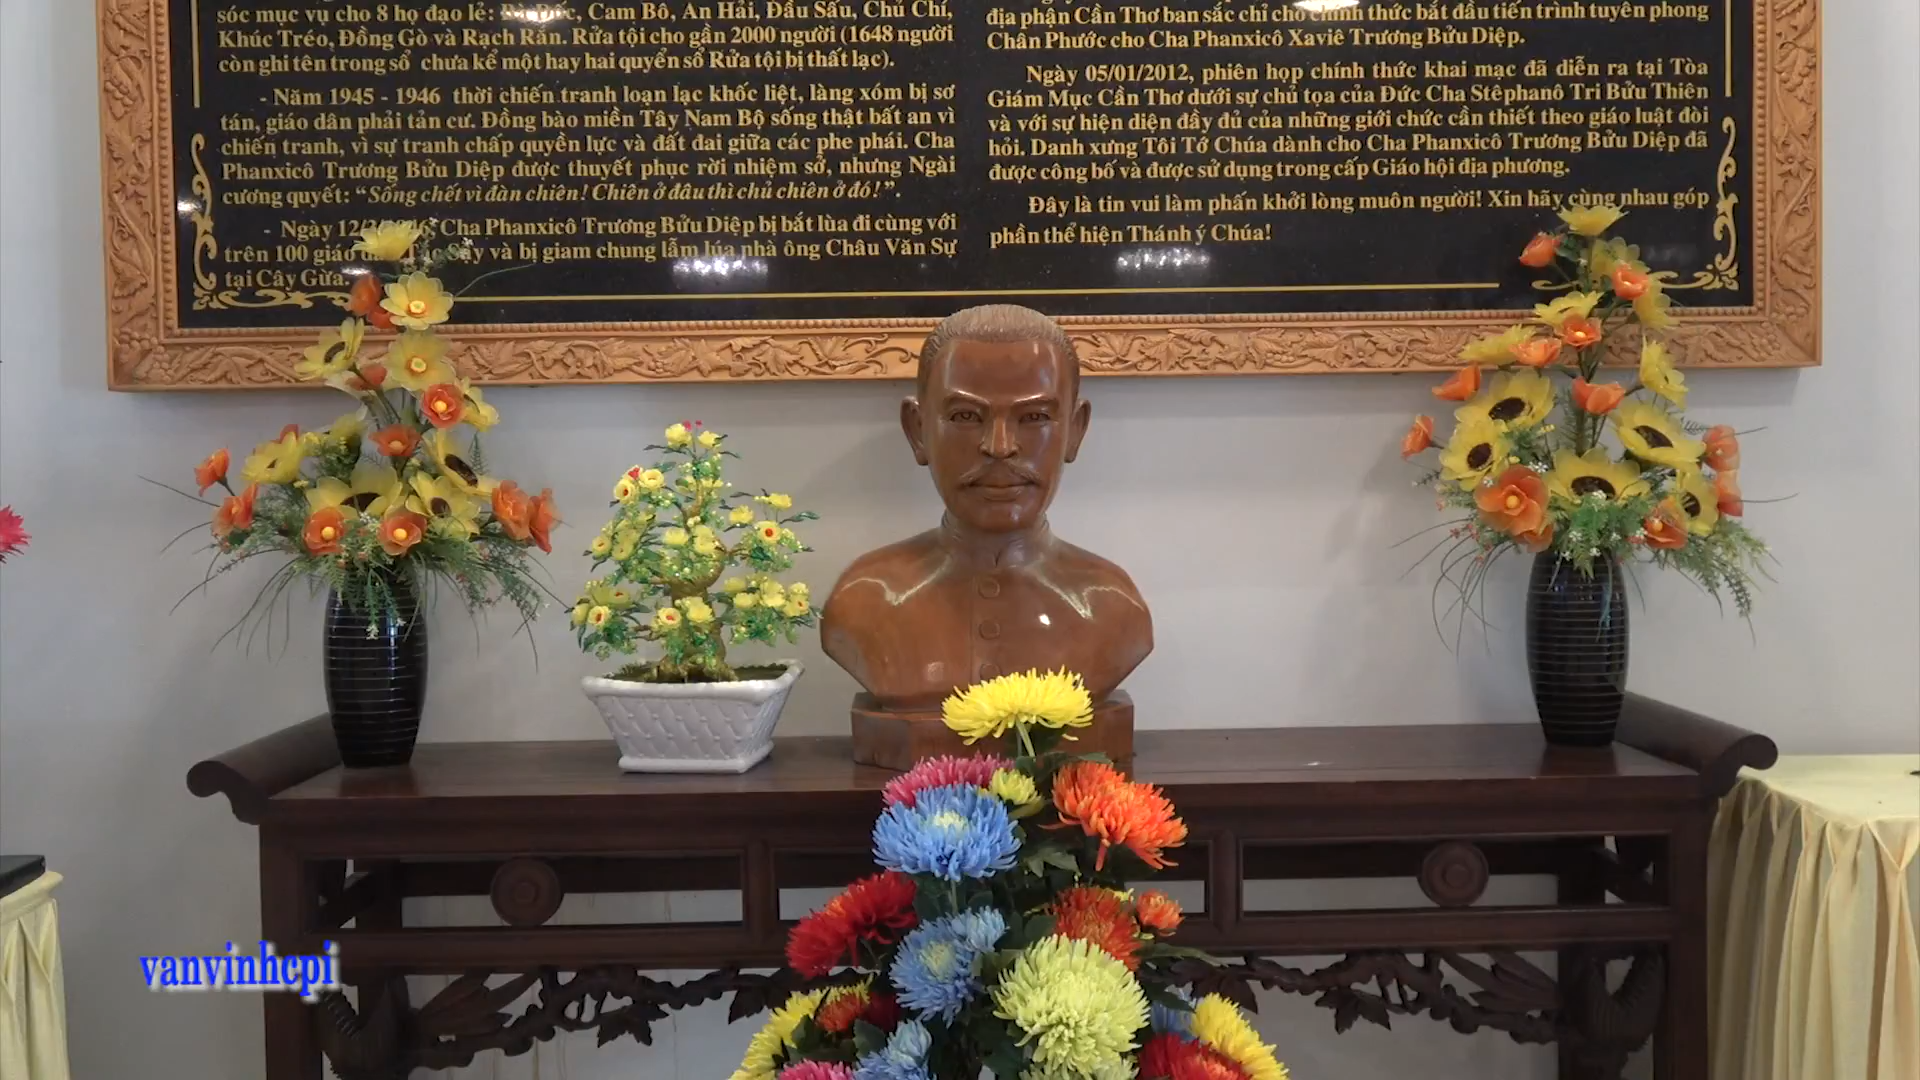 sóc mục vụ cho 8 họ đạo lẻ: Bà Đốc, Cam Bô, An Hải, Đầu Sấu, Chủ Chí,
Khúc Tréo, Đồng Gò và Rạch Rắn. Rửa tội cho gần 2000 người (1648 người
còn ghi tên trong sổ chưa kể một hay hai quyển sổ Rửa tội bị thất lạc).
- Năm 1945 - 1946 thời chiến tranh loạn lạc khốc liệt, làng xóm bị sơ
tán, giáo dân phải tản cư. Đồng bào miền Tây Nam Bộ sống thật bất an vì
chiến tranh, vì sự tranh chấp quyền lực và đất đai giữa các phe phái. Cha
Phanxicô Trương Bửu Diệp được thuyết phục rời nhiệm sở, nhưng Ngài
cương quyết: "Sống chết vì đàn chiên! Chiên ở đâu thì chủ chiên ở đó!".
- Ngày Cha Phanxicô Trương Bửu Diệp bị bắt lùa đi cùng với
trên 100 giáo Sậy và bị giam chung lẫm lúa nhà ông Châu Văn Sự
tại Cây Gừa.
địa phận Cần Thơ ban sắc chỉ cho chính thức bắt đầu tiến trình tuyên phong
Chân Phước cho Cha Phanxicô Xaviê Trương Bửu Diệp.
Ngày 05/01/2012, phiên họp chính thức khai mạc đã diễn ra tại Tòa
Giám Mục Cần Thơ dưới sự chủ tọa của Đức Cha Stêphanô Tri Bửu Thiên
và với sự hiện diện đầy đủ của những giới chức cần thiết theo giáo luật đòi
hỏi. Danh xưng Tôi Tớ Chúa dành cho Cha Phanxicô Trương Bửu Diệp đã
được công bố và được sử dụng trong cấp Giáo hội địa phương.
Đây là tin vui làm phấn khởi lòng muôn người! Xin hãy cùng nhau góp
phần thể hiện Thánh ý Chúa!
vanvinhcpi